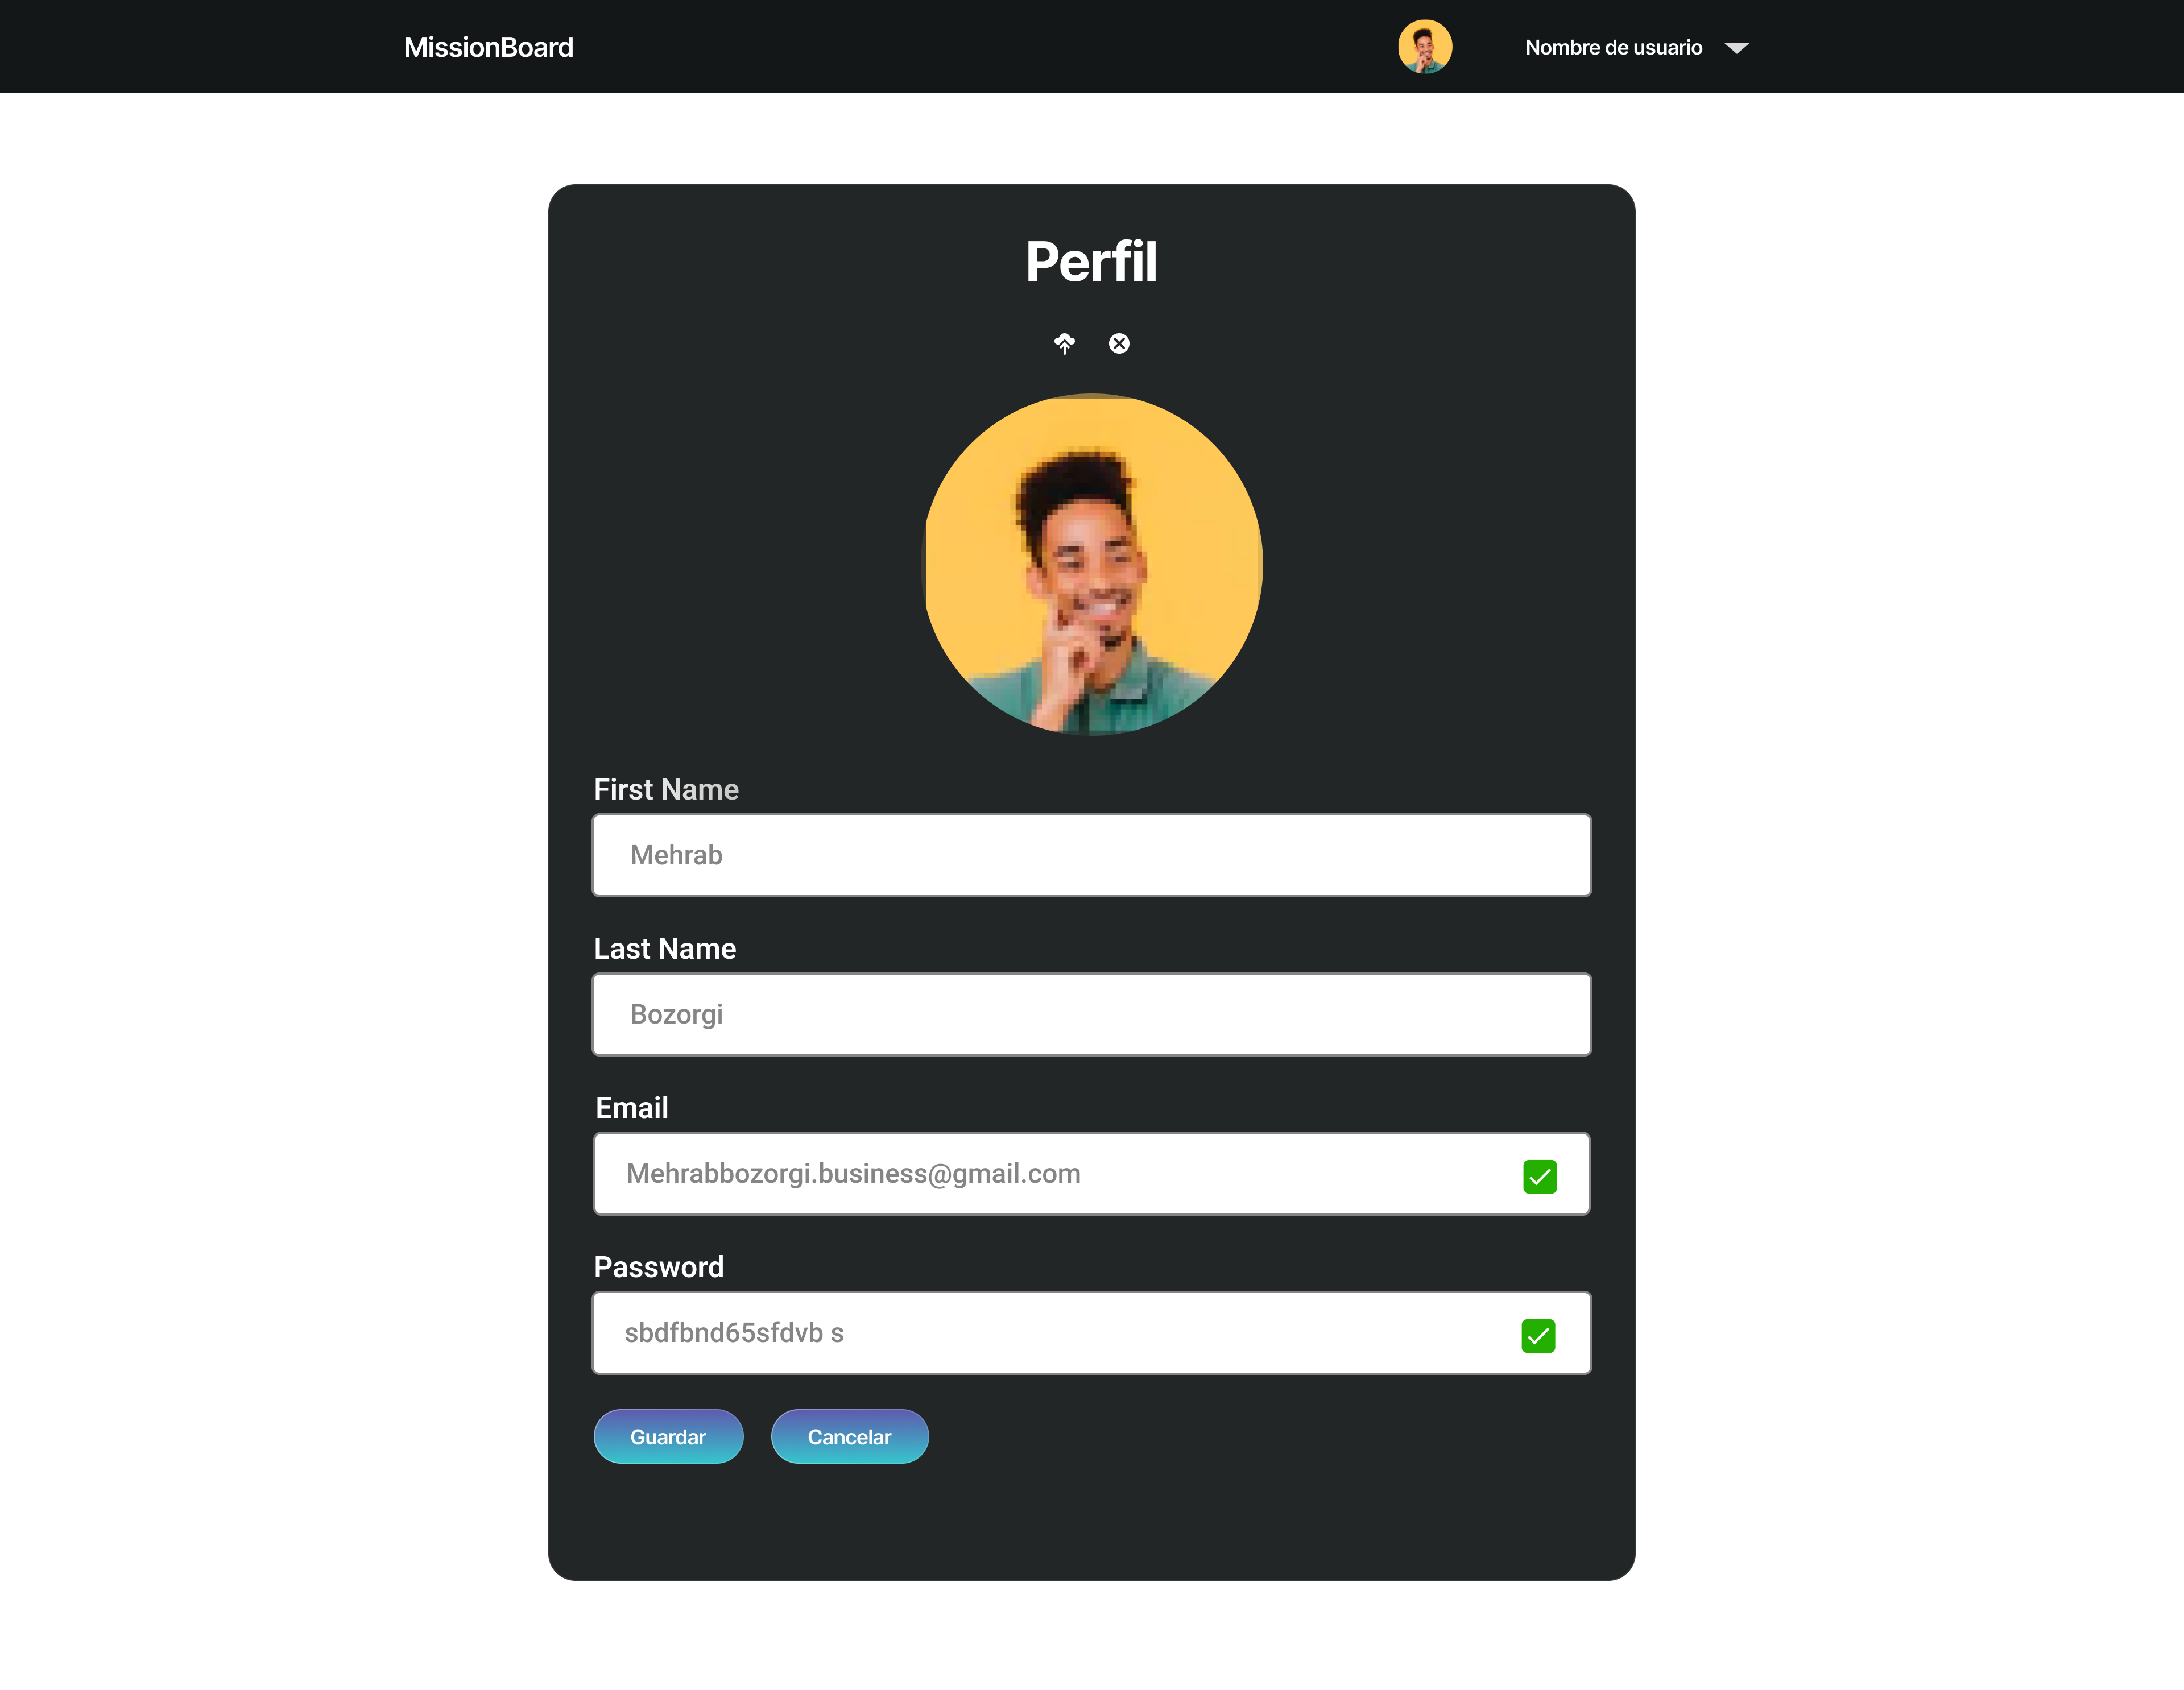 MissionBoard
Nombre de usuario
Perfil
First Name
Mehrab
Last Name
Bozorgi
Email
Mehrabbozorgi.business@gmail.com
Password
sbdfbnd65sfdvb s
Guardar
Cancelar